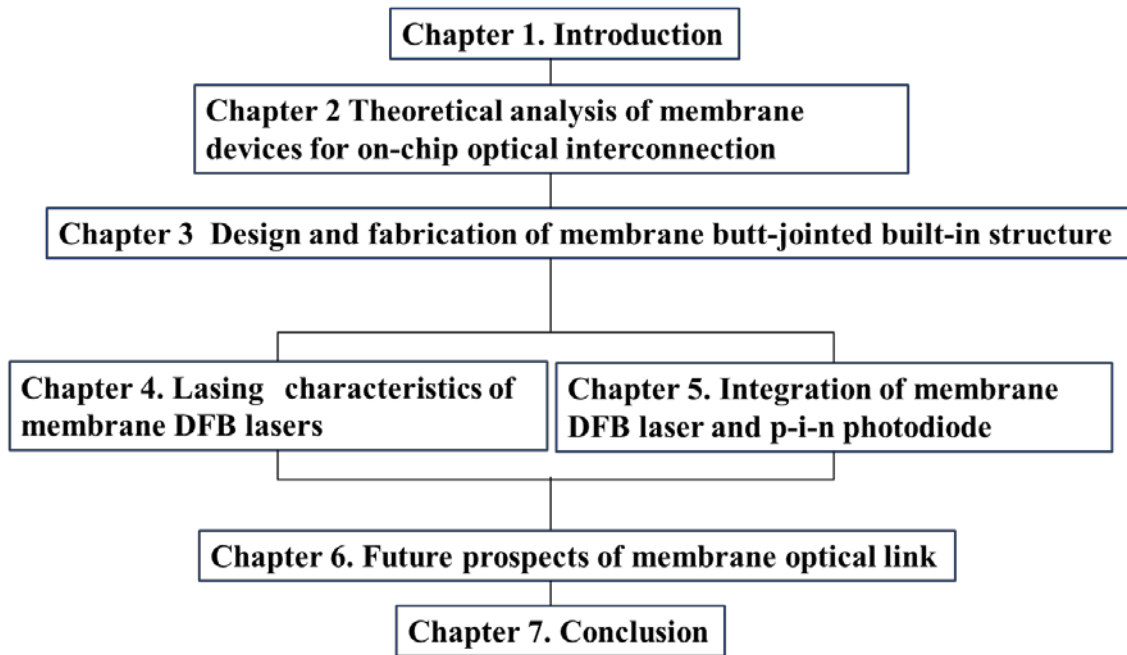 Chapter 1. Introduction
Chapter 2 Theoretical analysis of membrane
devices for on-chip optical interconnection
Chapter 3  Design and fabrication of membrane butt-jointed built-in structure
Chapter 4. Lasing  characteristics of
membrane DFB lasers
Chapter 5. Integration of membrane
DFB laser and p-i-n photodiode
Chapter 6. Future prospects of membrane optical link
Chapter 7. Conclusion